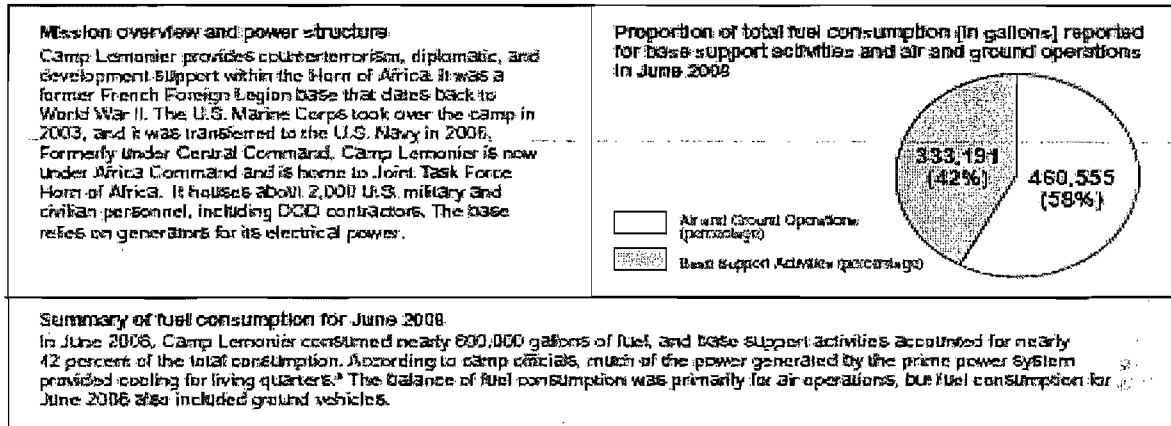 Mission overview and power structure
Camp Lemonier provides counterterrorism, diplomatic, and
development support within the Horn of Africa. It was a
former French Foreign Legion base that dates back to
World War II. The U.S. Marine Corps took over the camp in
2003, and it was transferred to the U.S. Navy in 2006.
Formerly under Central Command, Camp Lemonier is now
under Africa Command and is home to Joint Task Force
Horn of Africa. It houses about 2,000 U.S. military and
civilian personnel, including DOD contractors. The base
relies on generators for its electrical power.
Proportion of total fuel consumption [in gallons] reported
for base support activities and air and ground operations
in June 2008
333,191
(42%)
460,555
(58%)
Air and Ground Operations
(percentage)
Base Support Activities (percentage)
Summary of fuel consumption for June 2008
In June 2008, Camp Lemonier consumed nearly 800,000 gallons of fuel, and base support activities accounted for nearly
42 percent of the total consumption. According to camp officials, much of the power generated by the prime power system
provided cooling for living quarters.ª The balance of fuel consumption was primarily for air operations, but fuel consumption for
June 2008 also included ground vehicles.